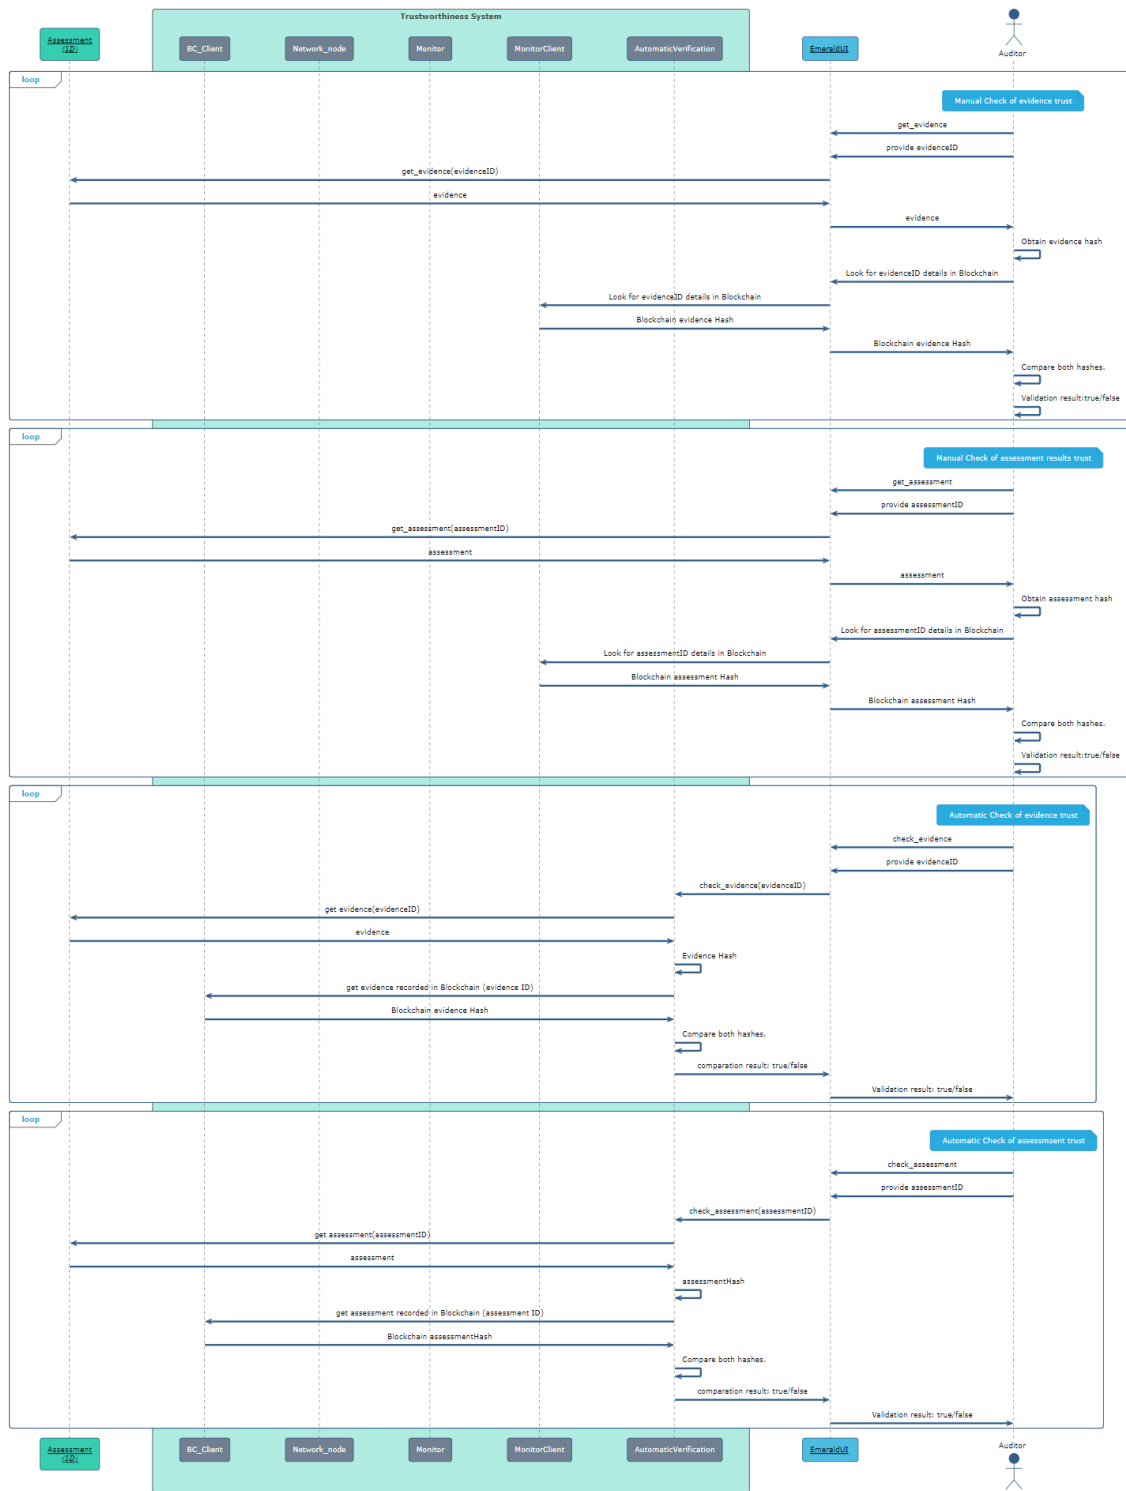 Trustworthiness System
Assessment
(SD)
BC_Client
Network_node
Monitor
MonitorClient
AutomaticVerification
EmeraldUI
Auditor
loop
Manual Check of evidence trust
get_evidence
provide evidenceID
get_evidence(evidenceID)
evidence
evidence
Obtain evidence hash
Look for evidenceID details in Blockchain
Look for evidenceID details in Blockchain
Blockchain evidence Hash
Blockchain evidence Hash
Compare both hashes.
Validation result:true/false
loop
Manual Check of assessment results trust
get_assessment
provide assessmentID
get_assessment(assessmentID)
assessment
assessment
Obtain assessment hash
Look for assessmentID details in Blockchain
Look for assessmentID details in Blockchain
Blockchain assessment Hash
Blockchain assessment Hash
Compare both hashes.
Validation result:true/false
loop
Automatic Check of evidence trust
check_evidence
provide evidenceID
check_evidence(evidenceID)
get evidence(evidenceID)
evidence
Evidence Hash
get evidence recorded in Blockchain (evidence ID)
Blockchain evidence Hash
Compare both hashes.
comparation result: true/false
Validation result: true/false
loop
Automatic Check of assessmsent trust
check_assessment
provide assessmentID
check_assessment(assessmentID)
get assessment(assessmentID)
assessment
assessmentHash
get assessment recorded in Blockchain (assessment ID)
Blockchain assessmentHash
Compare both hashes.
comparation result: true/false
Validation result: true/false
Assessment
(SD)
BC_Client
Network_node
Monitor
MonitorClient
AutomaticVerification
EmeraldUI
Auditor